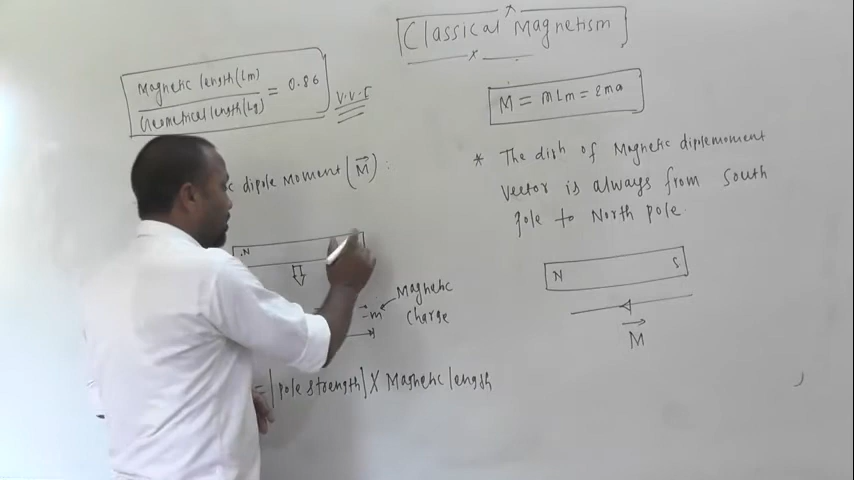 Classical Magnetism
Magnetic length(Lm)
Geometrical length(Lg)
= 0.86
V.V.I
M = mLm = 2ma
dipole Moment (M) :
* The dirn of Magnetic dipolemoment
vector is always from South
pole to North pole.
.N
N S
M
-m
Magnetic
Charge
= |pole strength| X Magnetic length